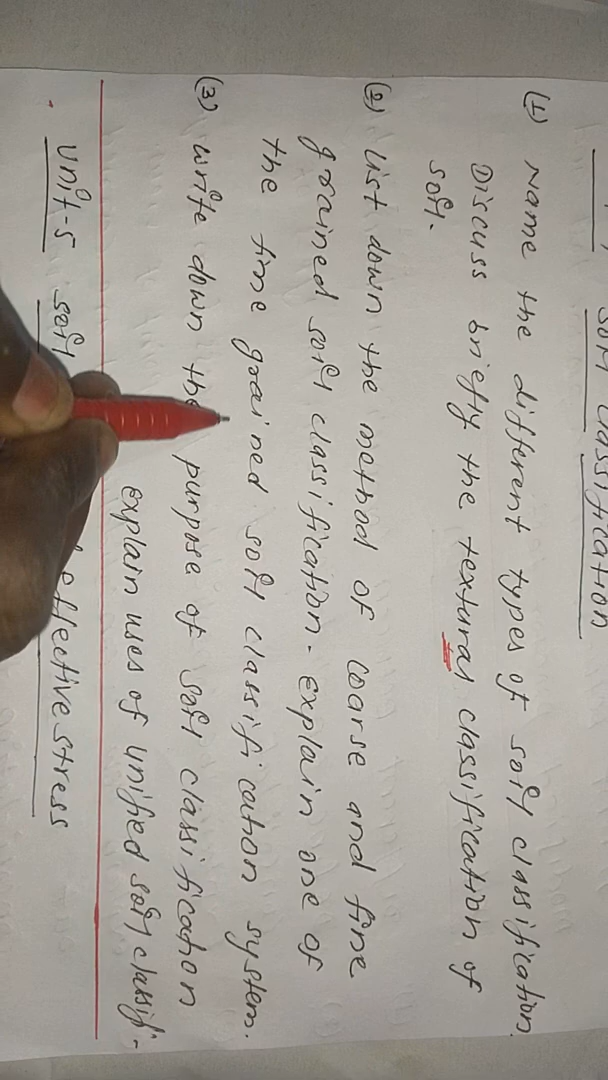 Soil classification
(1) Name the different types of soil classification.
Discuss briefly the textural classification of
soil.
(2) List down the method of coarse and fine
grained soil classification. explain one of
the fine grained soil classification system.
(3) write down the purpose of soil classification
explain uses of unified soil classifi-
Unit-5 soil effective stress